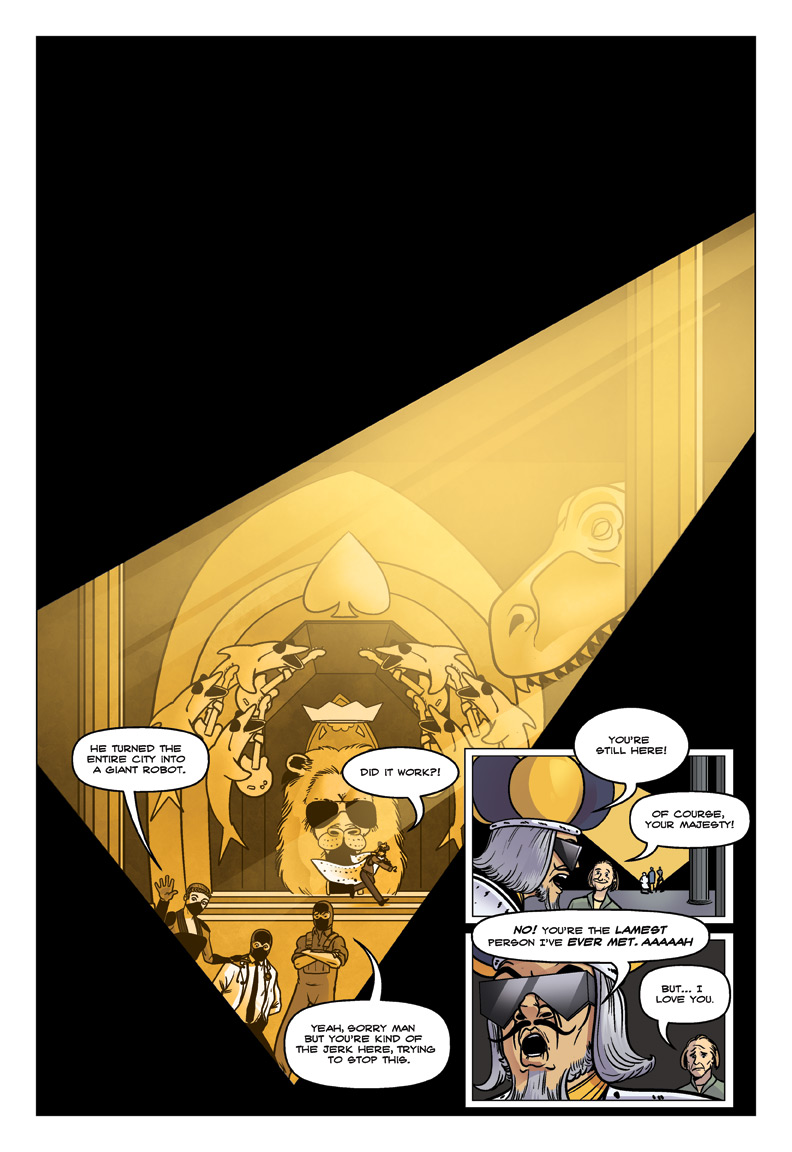 HE TURNED THE
ENTIRE CITY INTO
A GIANT ROBOT.
DID IT WORK?!
YEAH, SORRY MAN
BUT YOU'RE KIND OF
THE JERK HERE, TRYING
TO STOP THIS.
YOU'RE
STILL HERE!
OF COURSE,
YOUR MAJESTY!
NO! YOU'RE THE LAMEST
PERSON I'VE EVER MET. AAAAAH
BUT... I
LOVE YOU.